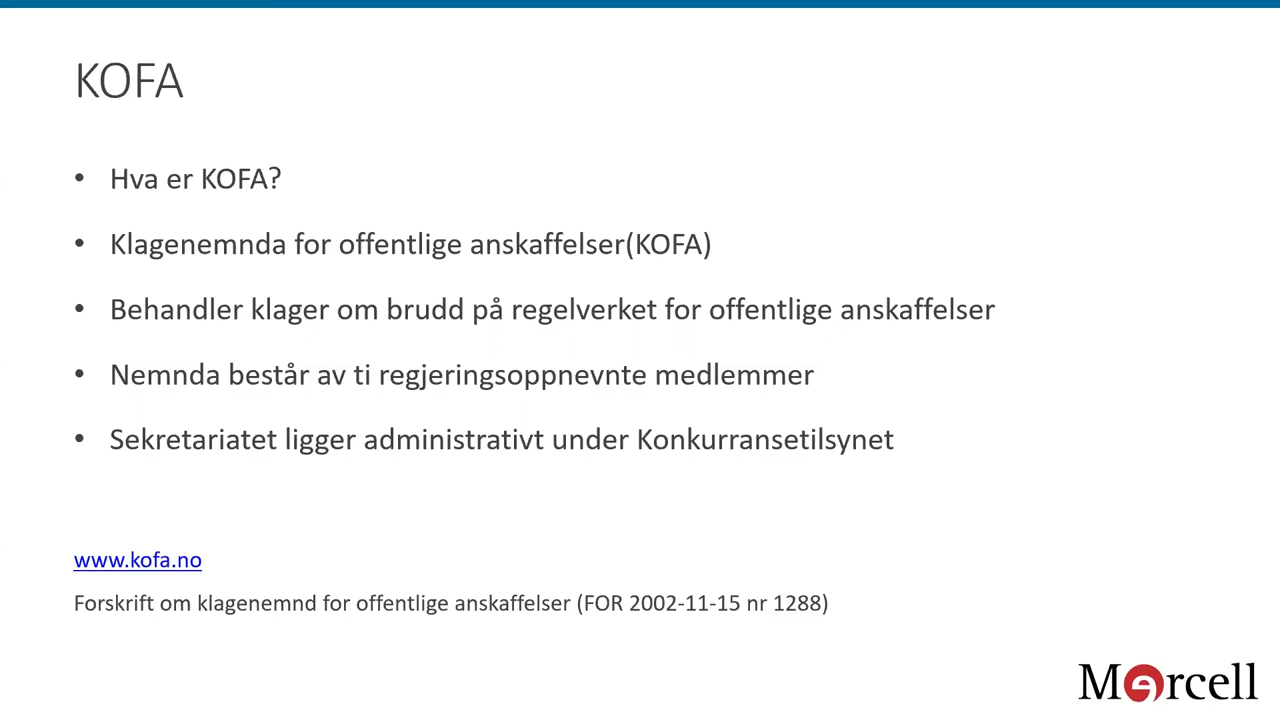 KOFA
• Hva er KOFA?
• Klagenemnda for offentlige anskaffelser(KOFA)
• Behandler klager om brudd på regelverket for offentlige anskaffelser
• Nemnda består av ti regjeringsoppnevnte medlemmer
• Sekretariatet ligger administrativt under Konkurransetilsynet
www.kofa.no
Forskrift om klagenemnd for offentlige anskaffelser (FOR 2002-11-15 nr 1288)
Mercell